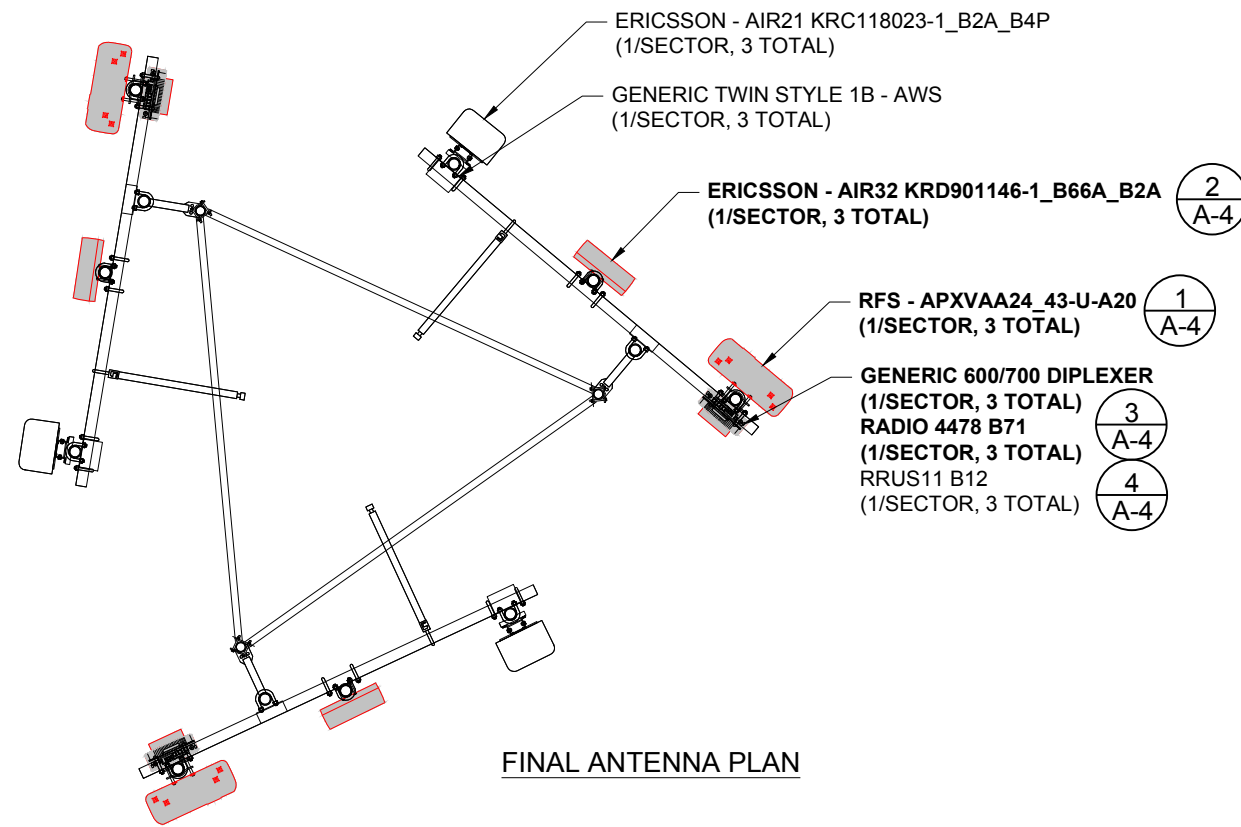 ERICSSON - AIR21 KRC118023-1_B2A_B4P
(1/SECTOR, 3 TOTAL)
GENERIC TWIN STYLE 1B - AWS
(1/SECTOR, 3 TOTAL)
ERICSSON - AIR32 KRD901146-1_B66A_B2A
(1/SECTOR, 3 TOTAL)
2
A-4
RFS - APXVAA24_43-U-A20
(1/SECTOR, 3 TOTAL)
1
A-4
GENERIC 600/700 DIPLEXER
(1/SECTOR, 3 TOTAL)
RADIO 4478 B71
(1/SECTOR, 3 TOTAL)
3
A-4
RRUS11 B12
(1/SECTOR, 3 TOTAL)
4
A-4
FINAL ANTENNA PLAN